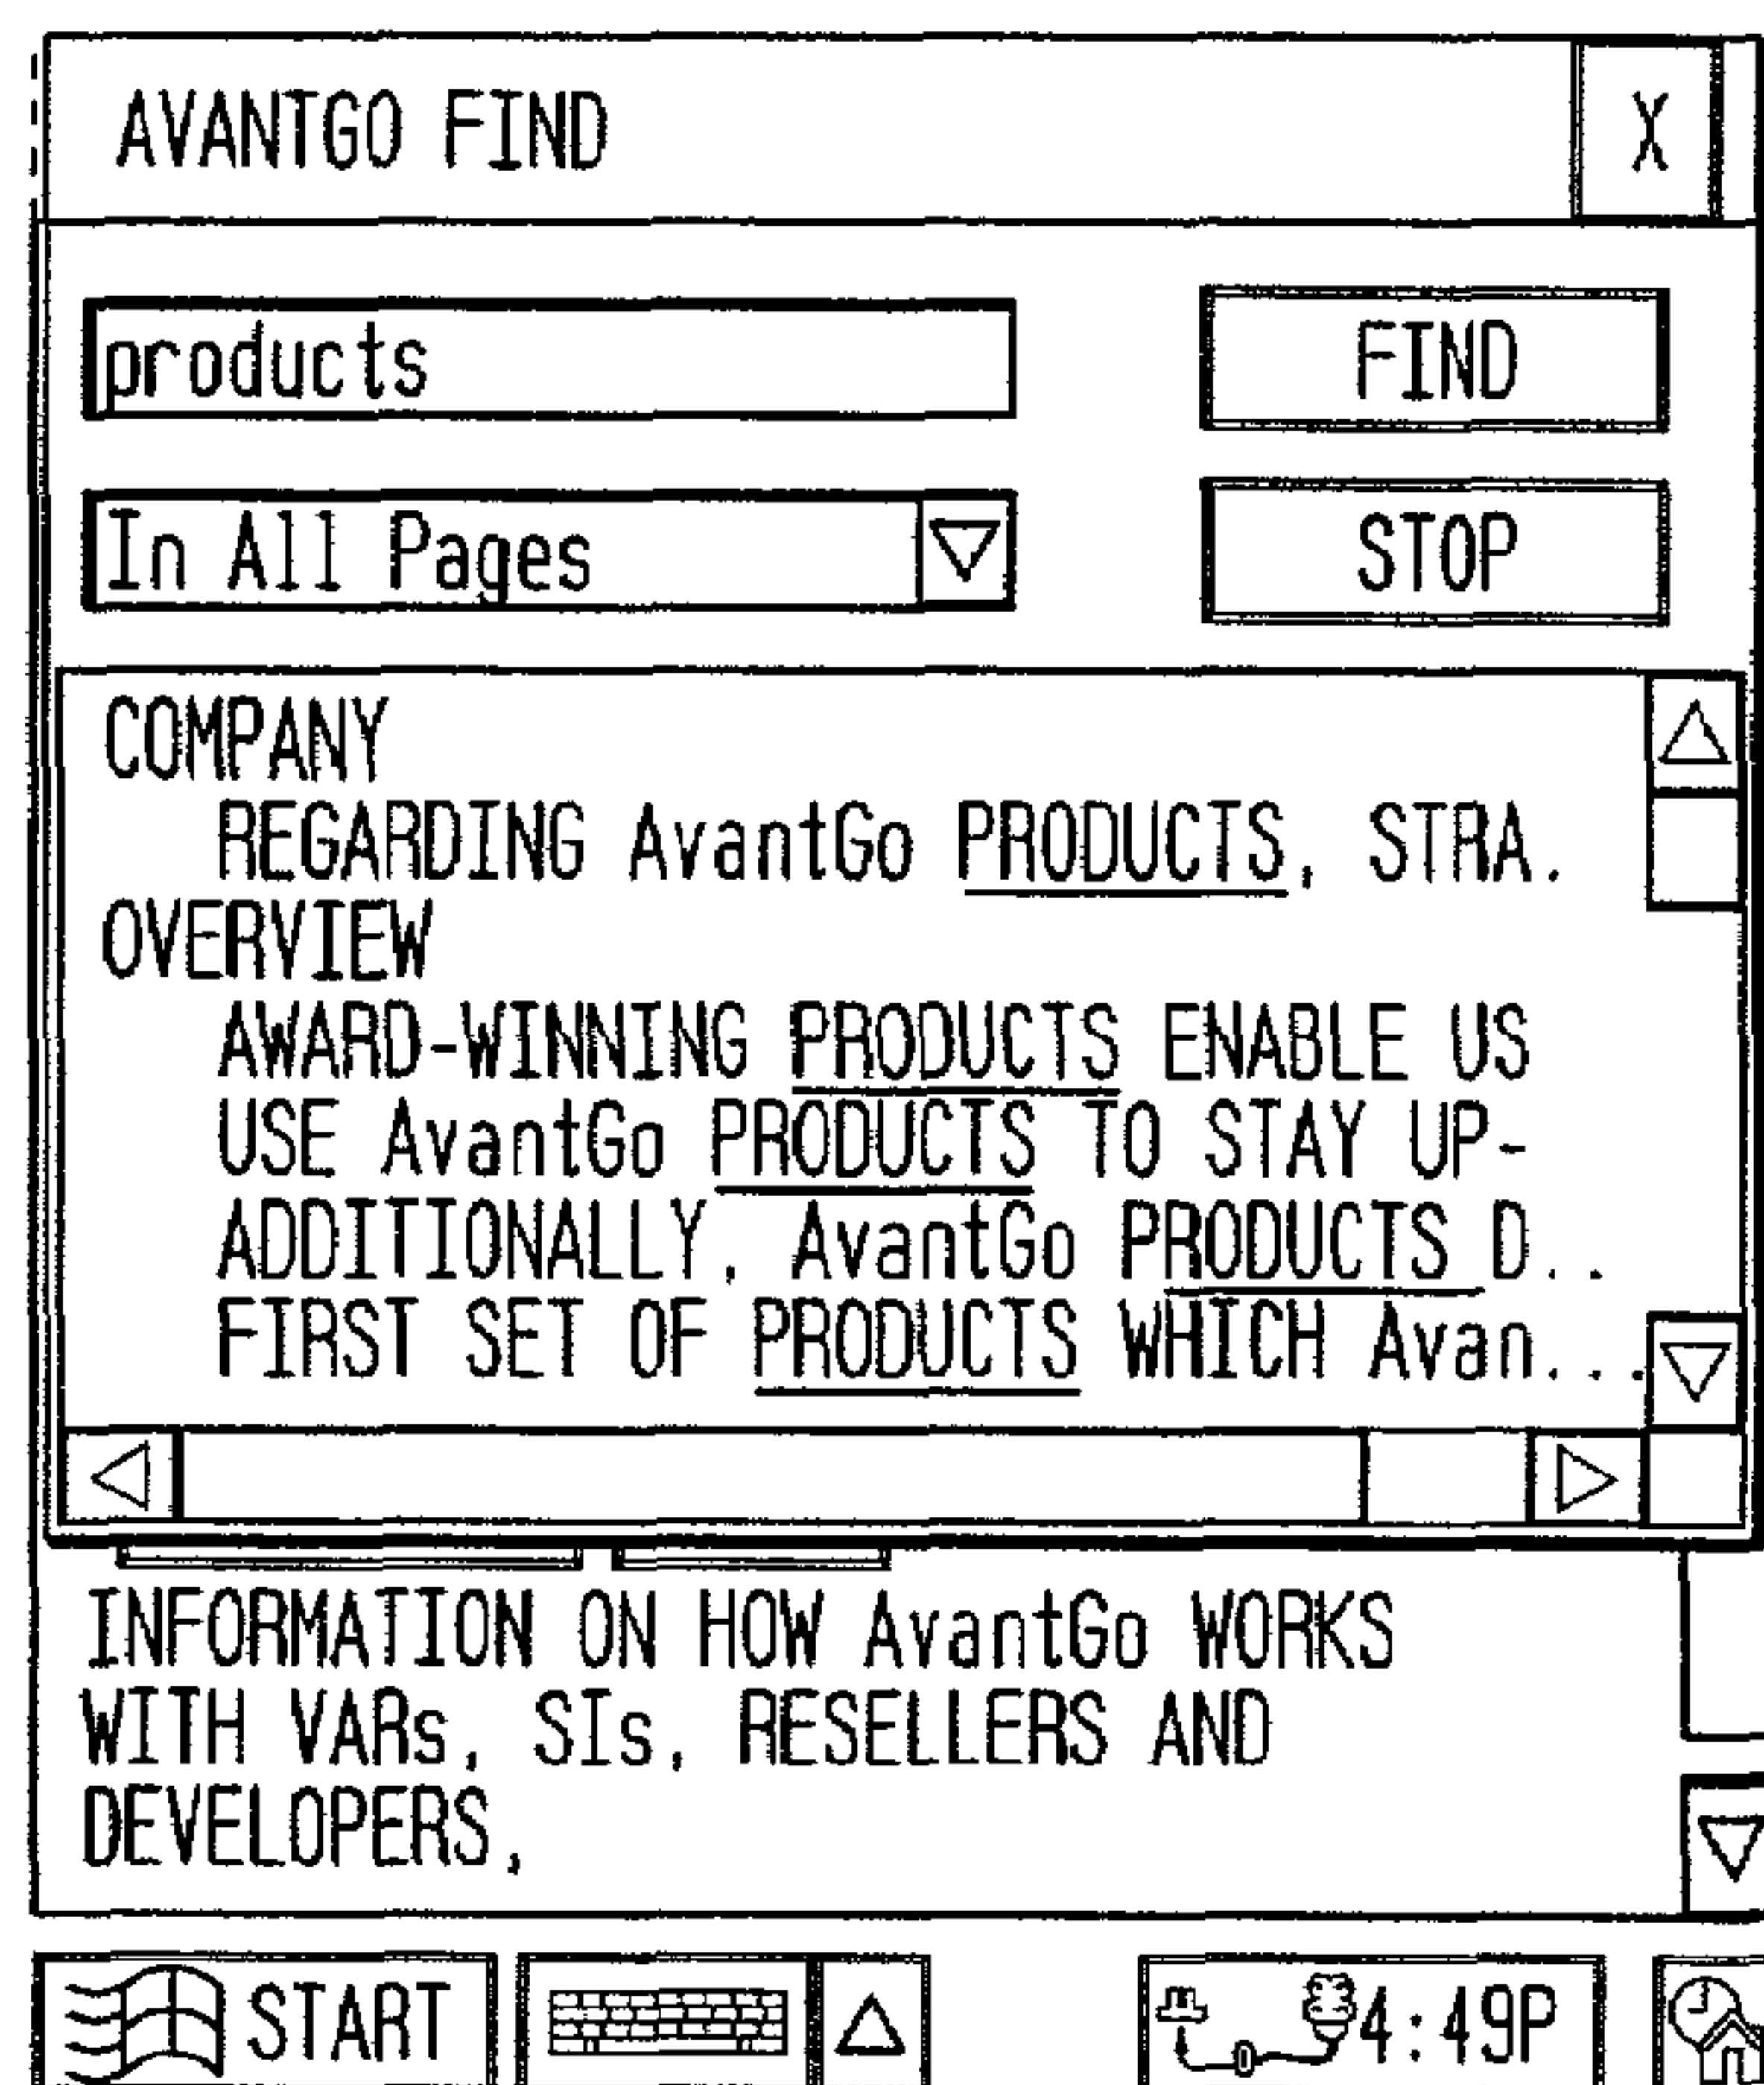 AVANTGO FIND X
products FIND
In All Pages STOP
COMPANY
REGARDING AvantGo PRODUCTS, STRA.
OVERVIEW
AWARD-WINNING PRODUCTS ENABLE US
USE AvantGo PRODUCTS TO STAY UP-
ADDITIONALLY, AvantGo PRODUCTS D..
FIRST SET OF PRODUCTS WHICH Avan...
INFORMATION ON HOW AvantGo WORKS
WITH VARs, SIs, RESELLERS AND
DEVELOPERS,
START 4:49P